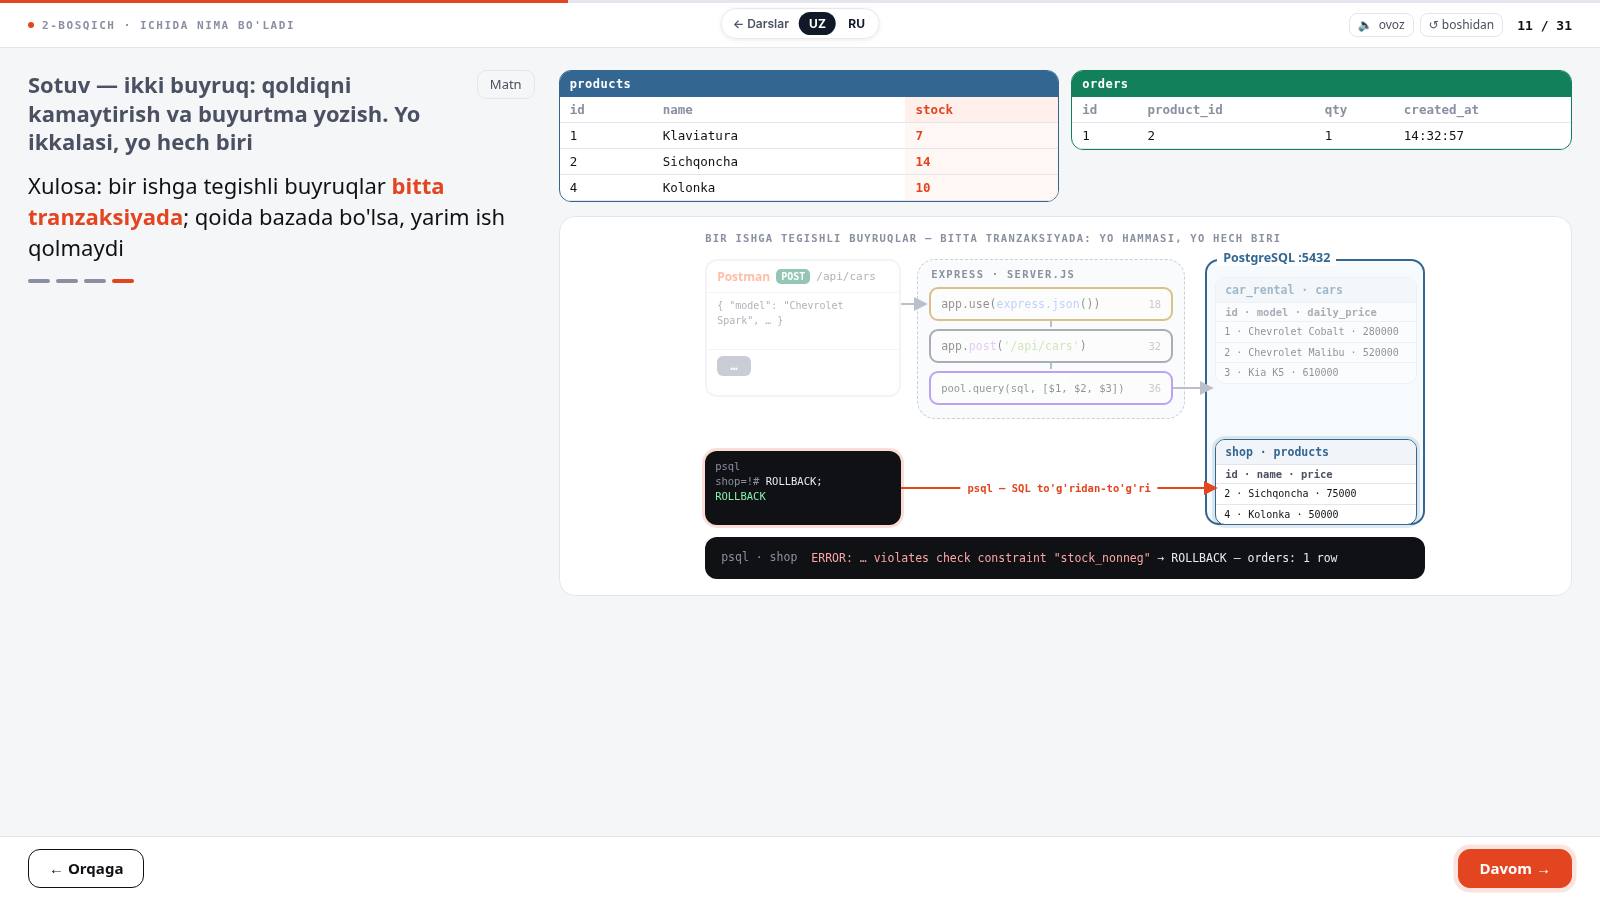 2-BOSQICH · ICHIDA NIMA BO'LADI
← Darslar UZ RU
🔈 ovoz ↺ boshidan 11 / 31
Sotuv — ikki buyruq: qoldiqni
kamaytirish va buyurtma yozish. Yo
ikkalasi, yo hech biri
Matn
Xulosa: bir ishga tegishli buyruqlar bitta
tranzaksiyada; qoida bazada bo'lsa, yarim ish
qolmaydi
products
id name stock
1 Klaviatura 7
2 Sichqoncha 14
4 Kolonka 10
orders
id product_id qty created_at
1 2 1 14:32:57
BIR ISHGA TEGISHLI BUYRUQLAR — BITTA TRANZAKSIYADA: YO HAMMASI, YO HECH BIRI
Postman POST /api/cars
{ "model": "Chevrolet
Spark", … }
…
EXPRESS · SERVER.JS
app.use(express.json()) 18
app.post('/api/cars') 32
pool.query(sql, [$1, $2, $3]) 36
PostgreSQL :5432
car_rental · cars
id · model · daily_price
1 · Chevrolet Cobalt · 280000
2 · Chevrolet Malibu · 520000
3 · Kia K5 · 610000
psql
shop=!# ROLLBACK;
ROLLBACK
psql — SQL to'g'ridan-to'g'ri
shop · products
id · name · price
2 · Sichqoncha · 75000
4 · Kolonka · 50000
psql · shop ERROR: … violates check constraint "stock_nonneg" → ROLLBACK — orders: 1 row
← Orqaga
Davom →